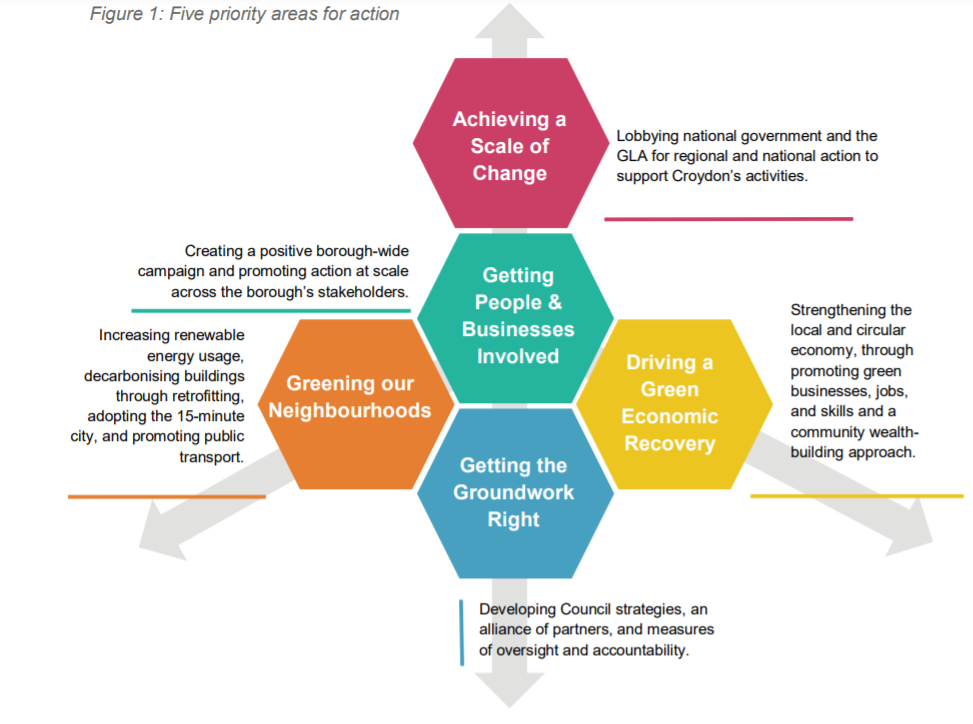 Figure 1: Five priority areas for action
Achieving a
Scale of
Change
Lobbying national government and the
GLA for regional and national action to
support Croydon's activities.
Creating a positive borough-wide
campaign and promoting action at scale
across the borough's stakeholders.
Getting
People &
Businesses
Involved
Increasing renewable
energy usage,
decarbonising buildings
through retrofitting,
adopting the 15-minute
city, and promoting public
transport.
Greening our
Neighbourhoods
Driving a
Green
Economic
Recovery
Strengthening the
local and circular
economy, through
promoting green
businesses, jobs,
and skills and a
community wealth-
building approach.
Getting the
Groundwork
Right
Developing Council strategies, an
alliance of partners, and measures
of oversight and accountability.